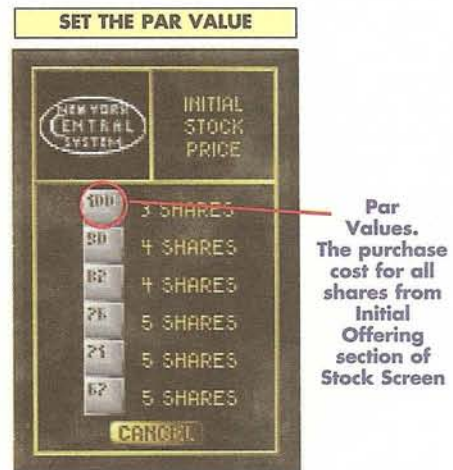 SET THE PAR VALUE
NEW YORK
CENTRAL
SYSTEM
INITIAL
STOCK
PRICE
100 3 SHARES
90 4 SHARES
82 4 SHARES
76 5 SHARES
71 5 SHARES
67 5 SHARES
CANCEL
Par
Values.
The purchase
cost for all
shares from
Initial
Offering
section of
Stock Screen